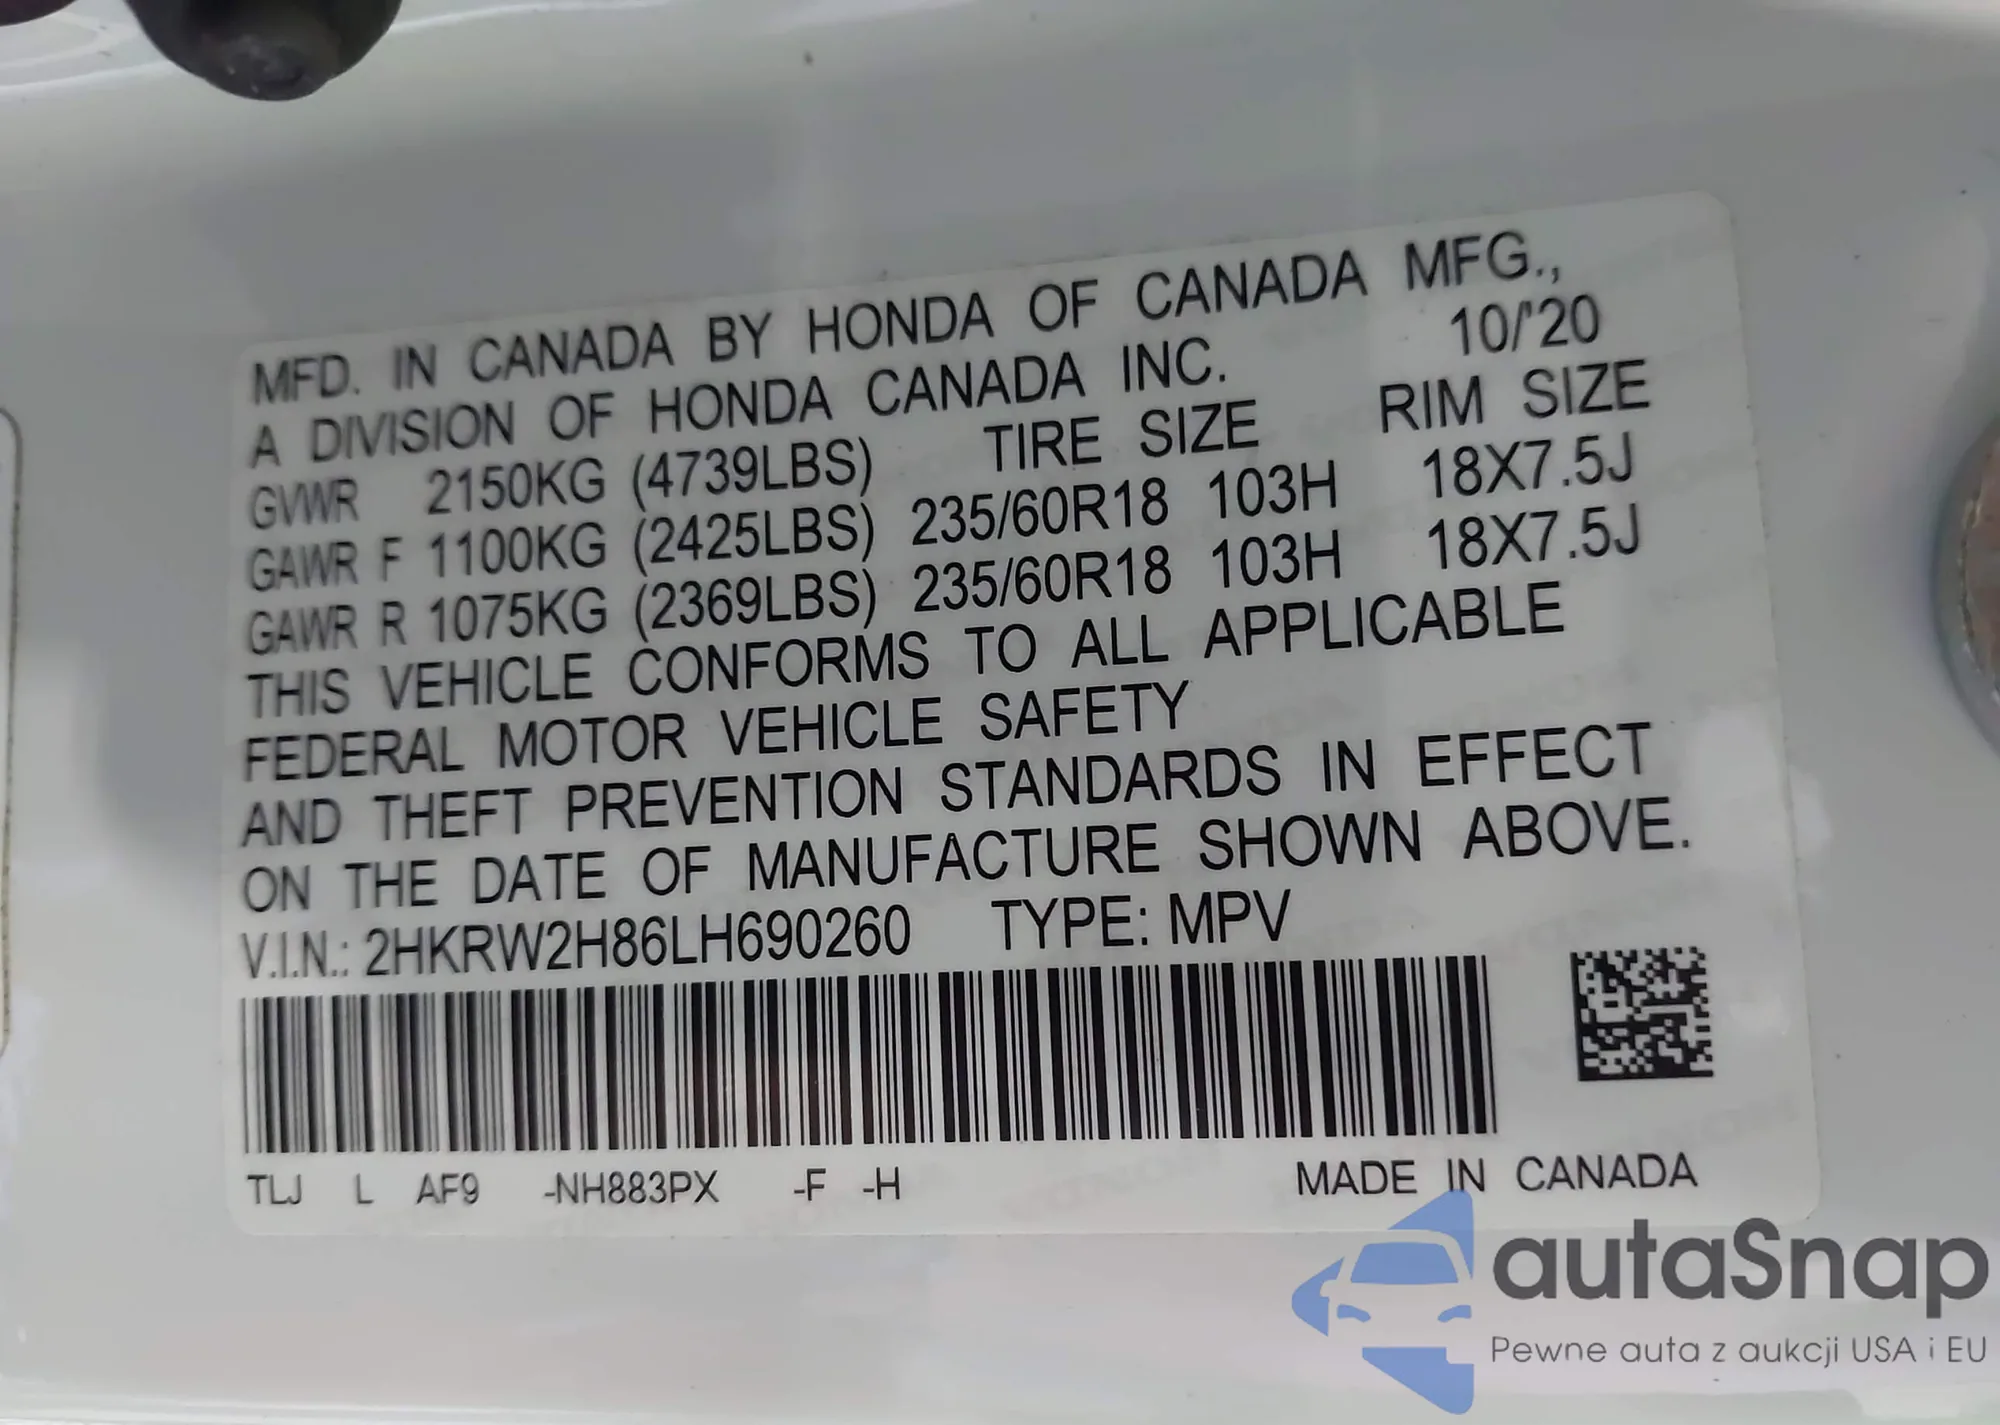 MFD. IN CANADA BY HONDA OF CANADA MFG.,
A DIVISION OF HONDA CANADA INC. 10/'20
GVWR 2150KG (4739LBS) TIRE SIZE RIM SIZE
GAWR F 1100KG (2425LBS) 235/60R18 103H 18X7.5J
GAWR R 1075KG (2369LBS) 235/60R18 103H 18X7.5J
THIS VEHICLE CONFORMS TO ALL APPLICABLE
FEDERAL MOTOR VEHICLE SAFETY
AND THEFT PREVENTION STANDARDS IN EFFECT
ON THE DATE OF MANUFACTURE SHOWN ABOVE.
V.I.N.: 2HKRW2H86LH690260 TYPE: MPV
TLJ L AF9 -NH883PX -F -H MADE IN CANADA
autaSnap
Pewne auta z aukcji USA i EU